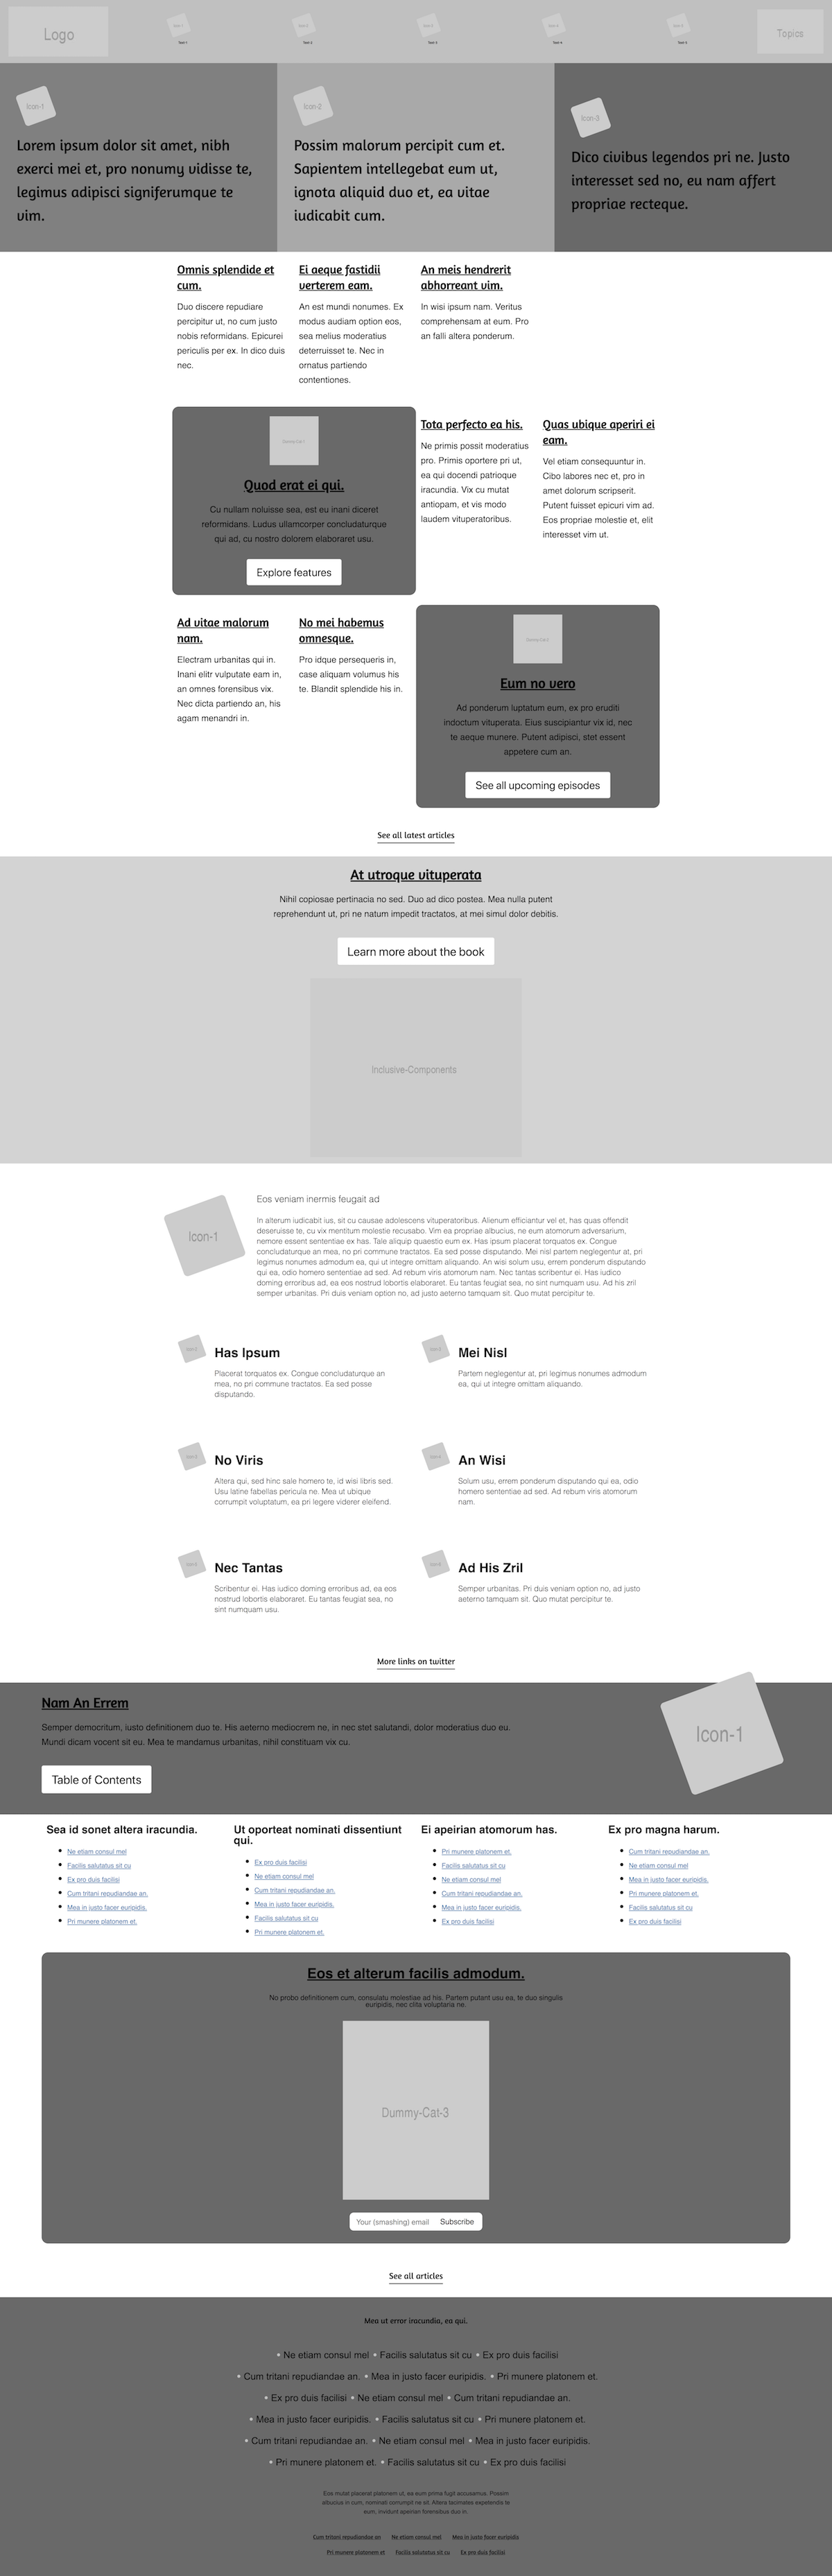 Logo
Icon-1
Icon-2
Icon-3
Icon-4
Icon-5
Topics
Text-1
Text-2
Text-3
Text-4
Text-5
Icon-1
Lorem ipsum dolor sit amet, nibh
exerci mei et, pro nonumy vidisse te,
legimus adipisci signiferumque te
vim.
Icon-2
Possim malorum percipit cum et.
Sapientem intellegebat eum ut,
ignota aliquid duo et, ea vitae
iudicabit cum.
Icon-3
Dico civibus legendos pri ne. Justo
interesset sed no, eu nam affert
propriae recteque.
Omnis splendide et
cum.
Duo discere repudiare
percipitur ut, no cum justo
nobis reformidans. Epicurei
periculis per ex. In dico duis
nec.
Ei aeque fastidii
verterem eam.
An est mundi nonumes. Ex
modus audiam option eos,
sea melius moderatius
deterruisset te. Nec in
ornatus partiendo
contentiones.
An meis hendrerit
abhorreant vim.
In wisi ipsum nam. Veritus
comprehensam at eum. Pro
an falli altera ponderum.
Dummy-Cat-1
Quod erat ei qui.
Cu nullam noluisse sea, est eu inani diceret
reformidans. Ludus ullamcorper concludaturque
qui ad, cu nostro dolorem elaboraret usu.
Explore features
Tota perfecto ea his.
Ne primis possit moderatius
pro. Primis oportere pri ut,
ea qui docendi patrioque
iracundia. Vix cu mutat
antiopam, et vis modo
laudem vituperatoribus.
Quas ubique aperiri ei
eam.
Vel etiam consequuntur in.
Cibo labores nec et, pro in
amet dolorum scripserit.
Putent fuisset epicuri vim ad.
Eos propriae molestie et, elit
interesset vim ut.
Ad vitae malorum
nam.
Electram urbanitas qui in.
Inani elitr vulputate eam in,
an omnes forensibus vix.
Nec dicta partiendo an, his
agam menandri in.
No mei habemus
omnesque.
Pro idque persequeris in,
case aliquam volumus his
te. Blandit splendide his in.
Dummy-Cat-2
Eum no vero
Ad ponderum luptatum eum, ex pro eruditi
indoctum vituperata. Eius suscipiantur vix id, nec
te aeque munere. Putent adipisci, stet essent
appetere cum an.
See all upcoming episodes
See all latest articles
At utroque vituperata
Nihil copiosae pertinacia no sed. Duo ad dico postea. Mea nulla putent
reprehendunt ut, pri ne natum impedit tractatos, at mei simul dolor debitis.
Learn more about the book
Inclusive-Components
Icon-1
Eos veniam inermis feugait ad
In alterum iudicabit ius, sit cu causae adolescens vituperatoribus. Alienum efficiantur vel et, has quas offendit
deseruisse te, cu vix mentitum molestie recusabo. Vim ea propriae albucius, ne eum atomorum adversarium,
nemore essent sententiae ex has. Tale aliquip quaestio eum ex. Has ipsum placerat torquatos ex. Congue
concludaturque an mea, no pri commune tractatos. Ea sed posse disputando. Mei nisl partem neglegentur at, pri
legimus nonumes admodum ea, qui ut integre omittam aliquando. An wisi solum usu, errem ponderum disputando
qui ea, odio homero sententiae ad sed. Ad rebum viris atomorum nam. Nec tantas scribentur ei. Has iudico
doming erroribus ad, ea eos nostrud lobortis elaboraret. Eu tantas feugiat sea, no sint numquam usu. Ad his zril
semper urbanitas. Pri duis veniam option no, ad justo aeterno tamquam sit. Quo mutat percipitur te.
Icon-2
Has Ipsum
Placerat torquatos ex. Congue concludaturque an
mea, no pri commune tractatos. Ea sed posse
disputando.
Icon-3
Mei Nisl
Partem neglegentur at, pri legimus nonumes admodum
ea, qui ut integre omittam aliquando.
No Viris
Altera qui, sed hinc sale homero te, id wisi libris sed.
Usu latine fabellas pericula ne. Mea ut ubique
corrumpit voluptatum, ea pri legere viderer eleifend.
An Wisi
Solum usu, errem ponderum disputando qui ea, odio
homero sententiae ad sed. Ad rebum viris atomorum
nam.
Nec Tantas
Scribentur ei. Has iudico doming erroribus ad, ea eos
nostrud lobortis elaboraret. Eu tantas feugiat sea, no
sint numquam usu.
Ad His Zril
Semper urbanitas. Pri duis veniam option no, ad justo
aeterno tamquam sit. Quo mutat percipitur te.
More links on twitter
Nam An Errem
Semper democritum, iusto definitionem duo te. His aeterno mediocrem ne, in nec stet salutandi, dolor moderatius duo eu.
Mundi dicam vocent sit eu. Mea te mandamus urbanitas, nihil constituam vix cu.
Table of Contents
Icon-1
Sea id sonet altera iracundia.
Ne etiam consul mel
Facilis salutatus sit cu
Ex pro duis facilisi
Cum tritani repudiandae an.
Mea in justo facer euripidis.
Pri munere platonem et.
Ut oporteat nominati dissentiunt
qui.
Ex pro duis facilisi
Ne etiam consul mel
Cum tritani repudiandae an.
Mea in justo facer euripidis.
Facilis salutatus sit cu
Pri munere platonem et.
Ei apeirian atomorum has.
Pri munere platonem et.
Facilis salutatus sit cu
Ne etiam consul mel
Cum tritani repudiandae an.
Mea in justo facer euripidis.
Ex pro duis facilisi
Ex pro magna harum.
Cum tritani repudiandae an.
Ne etiam consul mel
Mea in justo facer euripidis.
Pri munere platonem et.
Facilis salutatus sit cu
Ex pro duis facilisi
Eos et alterum facilis admodum.
No probo definitionem cum, consulatu molestiae ad his. Partem putant usu ea, te duo singulis
euripidis, nec clita voluptaria ne.
Dummy-Cat-3
Your (smashing) email Subscribe
See all articles
Mea ut error iracundia, ea qui.
• Ne etiam consul mel • Facilis salutatus sit cu • Ex pro duis facilisi
• Cum tritani repudiandae an. • Mea in justo facer euripidis. • Pri munere platonem et.
• Ex pro duis facilisi • Ne etiam consul mel • Cum tritani repudiandae an.
• Mea in justo facer euripidis. • Facilis salutatus sit cu • Pri munere platonem et.
• Cum tritani repudiandae an. • Ne etiam consul mel • Mea in justo facer euripidis.
• Pri munere platonem et. • Facilis salutatus sit cu • Ex pro duis facilisi
Eos mutat placerat platonem ut, ea eum prima fugit accusamus. Possim
albucius in cum, nominati corrumpit ne sit. Altera tacimates expetendis te
eum, invidunt apeirian forensibus duo in.
Cum tritani repudiandae an Ne etiam consul mel Mea in justo facer euripidis
Pri munere platonem et Facilis salutatus sit cu Ex pro duis facilisi